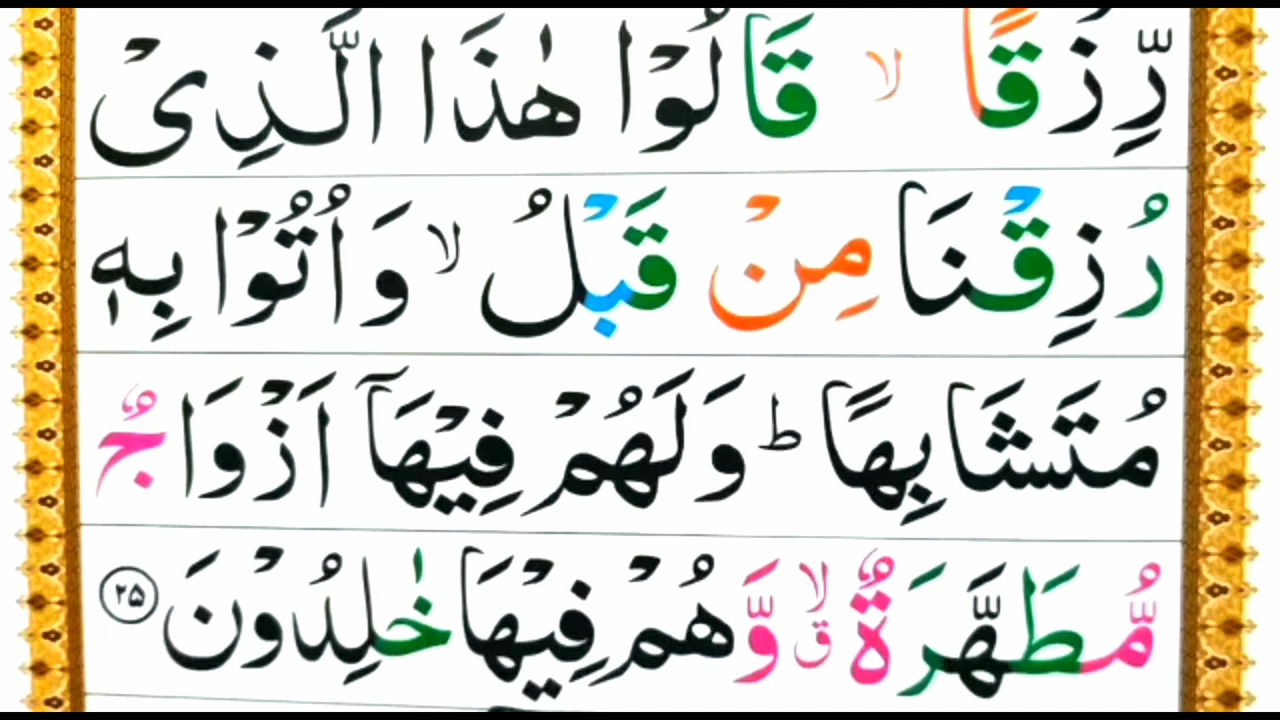 رِّزْقًا ۙ قَالُوْا هٰذَا الَّذِىْ
رُزِقْنَا مِنْ قَبْلُ ۙ وَاُتُوْا بِهٖ
مُتَشَابِهًا ؕ وَلَهُمْ فِيْهَاۤ اَزْوَاجٌ
مُّطَهَّرَةٌ ۙ ق وَّهُمْ فِيْهَا خٰلِدُوْنَ ۲۵